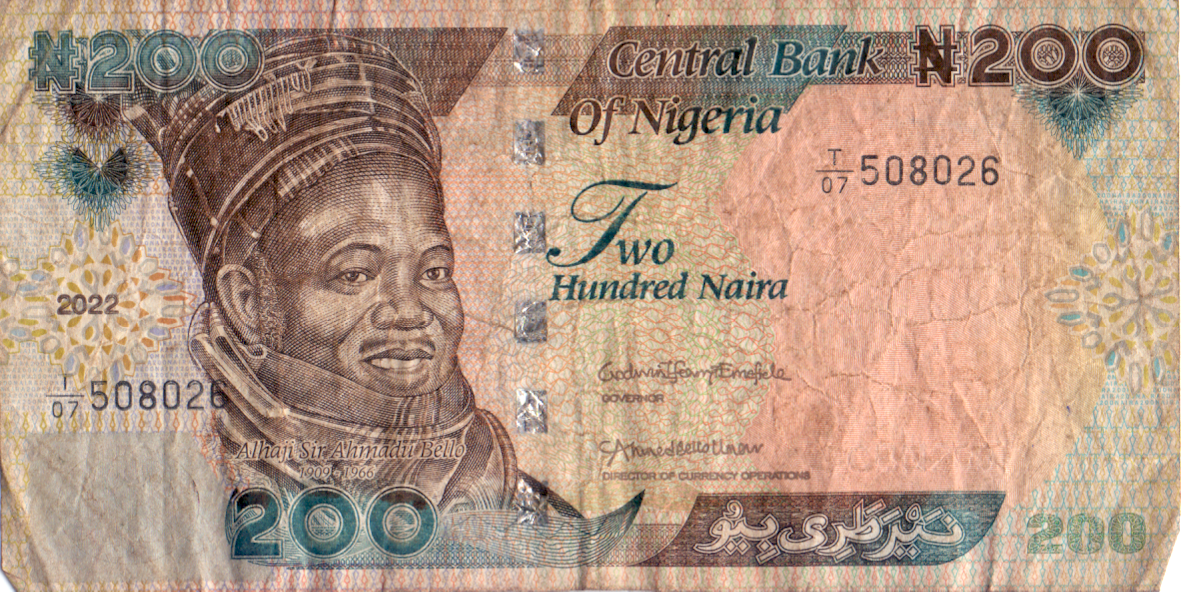 ₦200
Central Bank ₦200
Of Nigeria
T/07 508026
Two
Hundred Naira
2022
Godwin Ifeanyi Emefiele
GOVERNOR
T/07 508026
Ahmed Bello Umar
DIRECTOR OF CURRENCY OPERATIONS
Alhaji Sir Ahmadu Bello
1909 - 1966
200
نَيْرَ طَرِى بِيُو
200